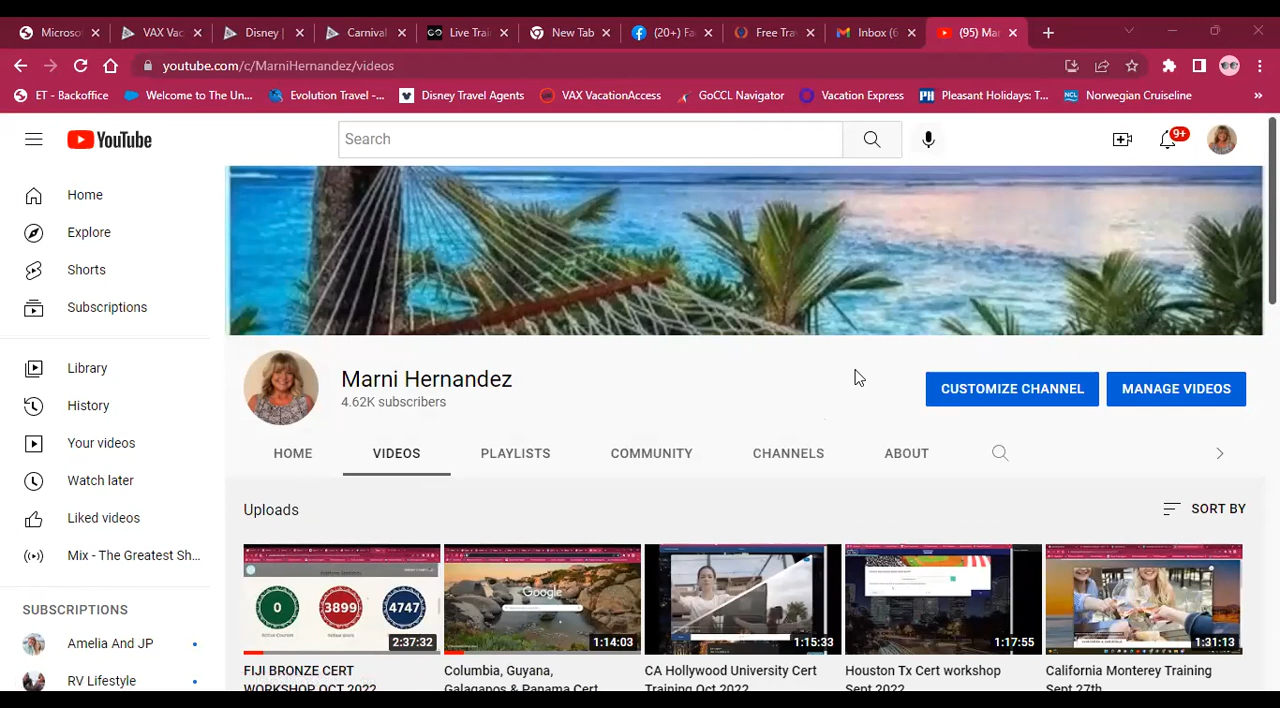 Microsof
VAX Vac
Disney |
Carnival
Live Trai
New Tab
(20+) Fa
Free Tra
Inbox (6
(95) Mar
youtube.com/c/MarniHernandez/videos
ET - Backoffice
Welcome to The Un...
Evolution Travel -...
Disney Travel Agents
VAX VacationAccess
GoCCL Navigator
Vacation Express
PH
Pleasant Holidays: T...
NCL
Norwegian Cruiseline
YouTube
Search
9+
Home
Explore
Shorts
Subscriptions
Library
History
Your videos
Watch later
Liked videos
Mix - The Greatest Sh...
SUBSCRIPTIONS
Amelia And JP
RV Lifestyle
Marni Hernandez
4.62K subscribers
CUSTOMIZE CHANNEL
MANAGE VIDEOS
HOME
VIDEOS
PLAYLISTS
COMMUNITY
CHANNELS
ABOUT
Uploads
SORT BY
0
3899
4747
2:37:32
Google
1:14:03
1:15:33
1:17:55
1:31:13
FIJI BRONZE CERT
WORKSHOP OCT 2022
Columbia, Guyana,
Galapagos & Panama Cert
CA Hollywood University Cert
Training Oct 2022
Houston Tx Cert workshop
Sept 2022
California Monterey Training
Sept 27th